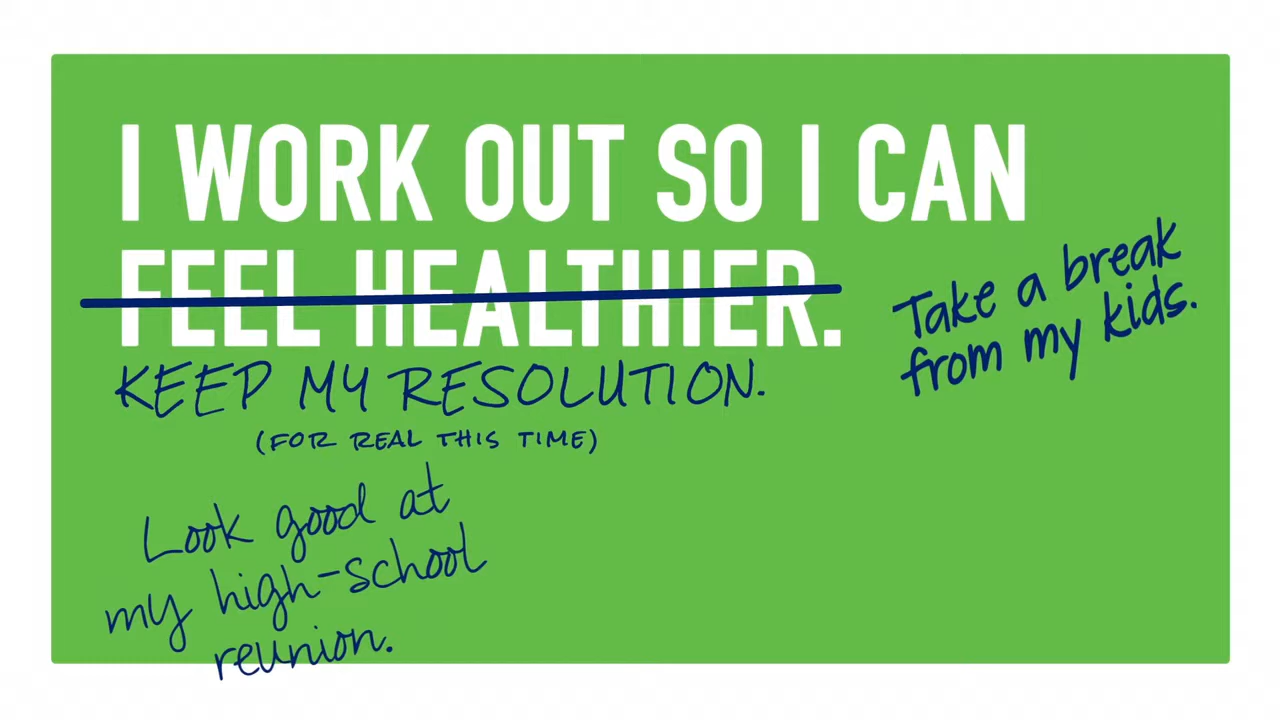 I WORK OUT SO I CAN
FEEL HEALTHIER.
KEEP MY RESOLUTION.
(FOR REAL THIS TIME)
Take a break
from my kids.
Look good at
my high-school
reunion.